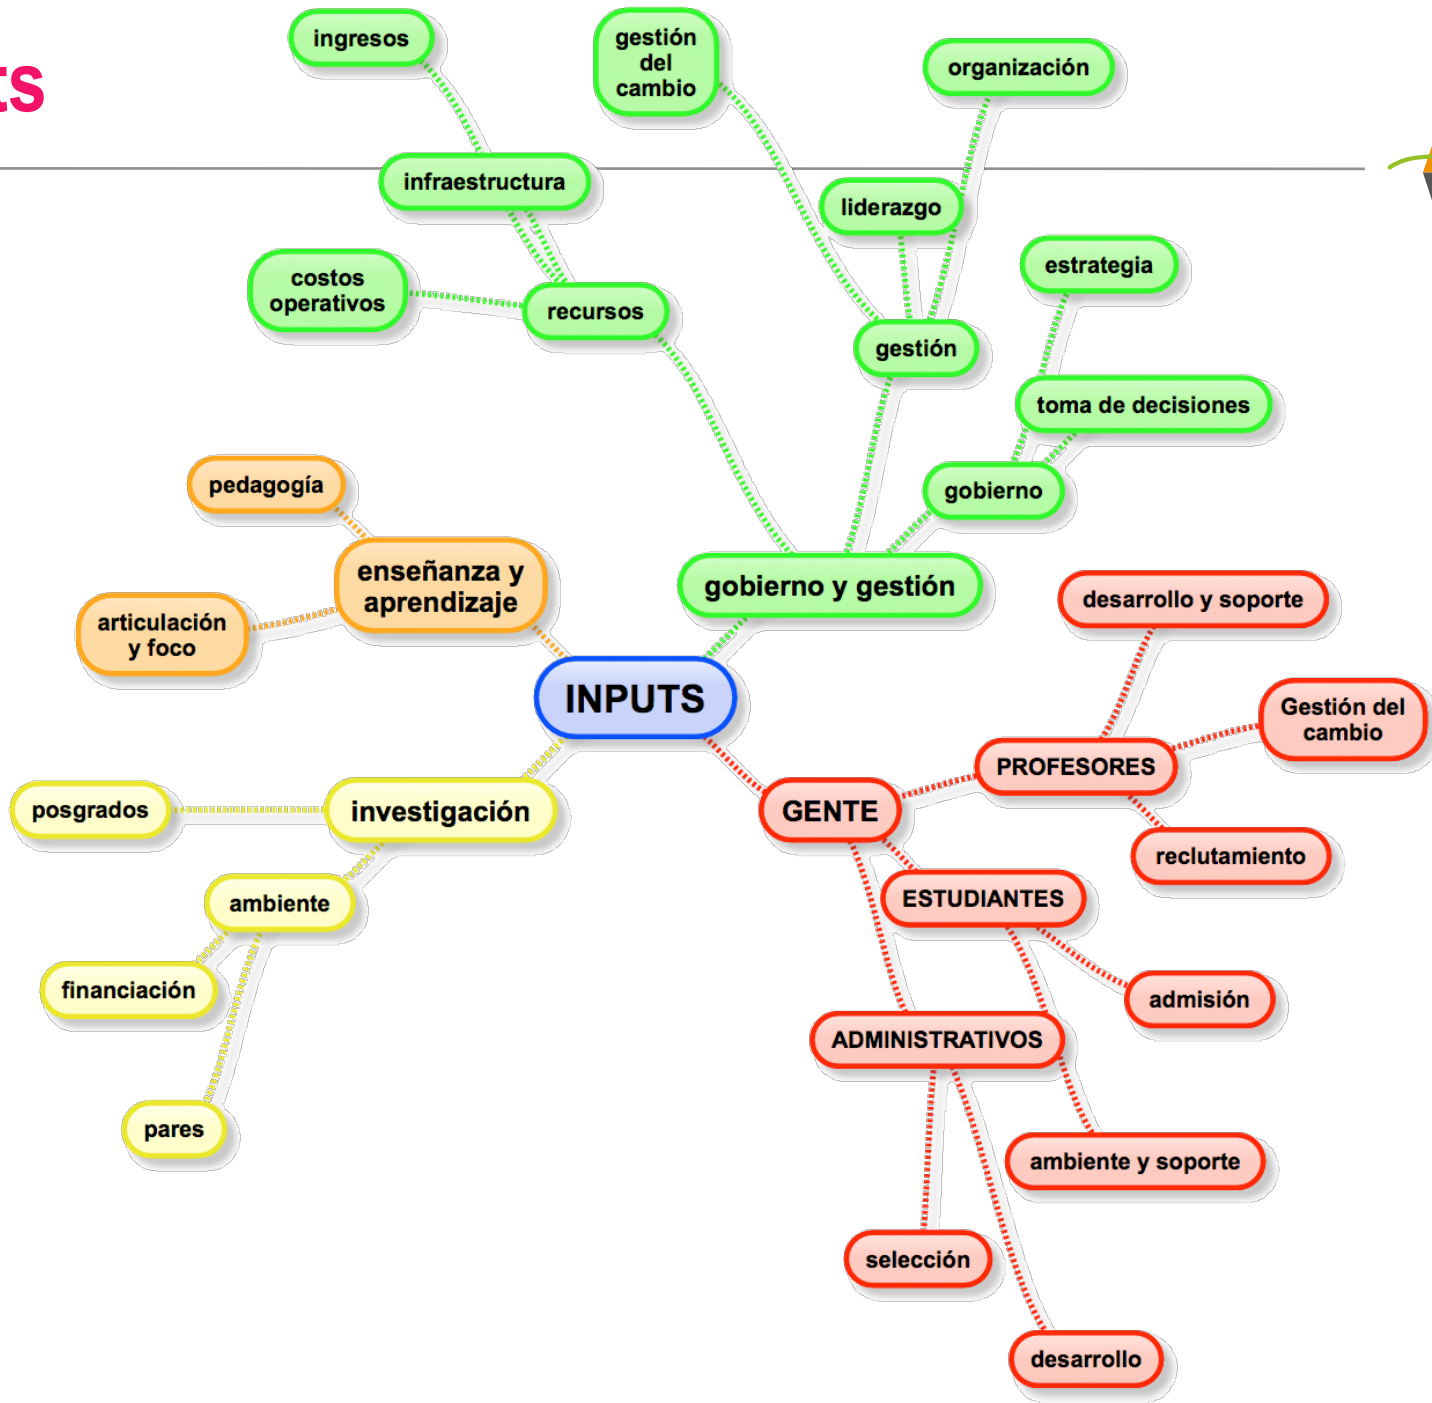 ts
ingresos
gestión
del
cambio
organización
infraestructura
liderazgo
costos
operativos
recursos
estrategia
gestión
toma de decisiones
pedagogía
gobierno
enseñanza y
aprendizaje
gobierno y gestión
desarrollo y soporte
articulación
y foco
INPUTS
Gestión del
cambio
PROFESORES
posgrados
investigación
GENTE
reclutamiento
ambiente
ESTUDIANTES
financiación
admisión
ADMINISTRATIVOS
pares
ambiente y soporte
selección
desarrollo